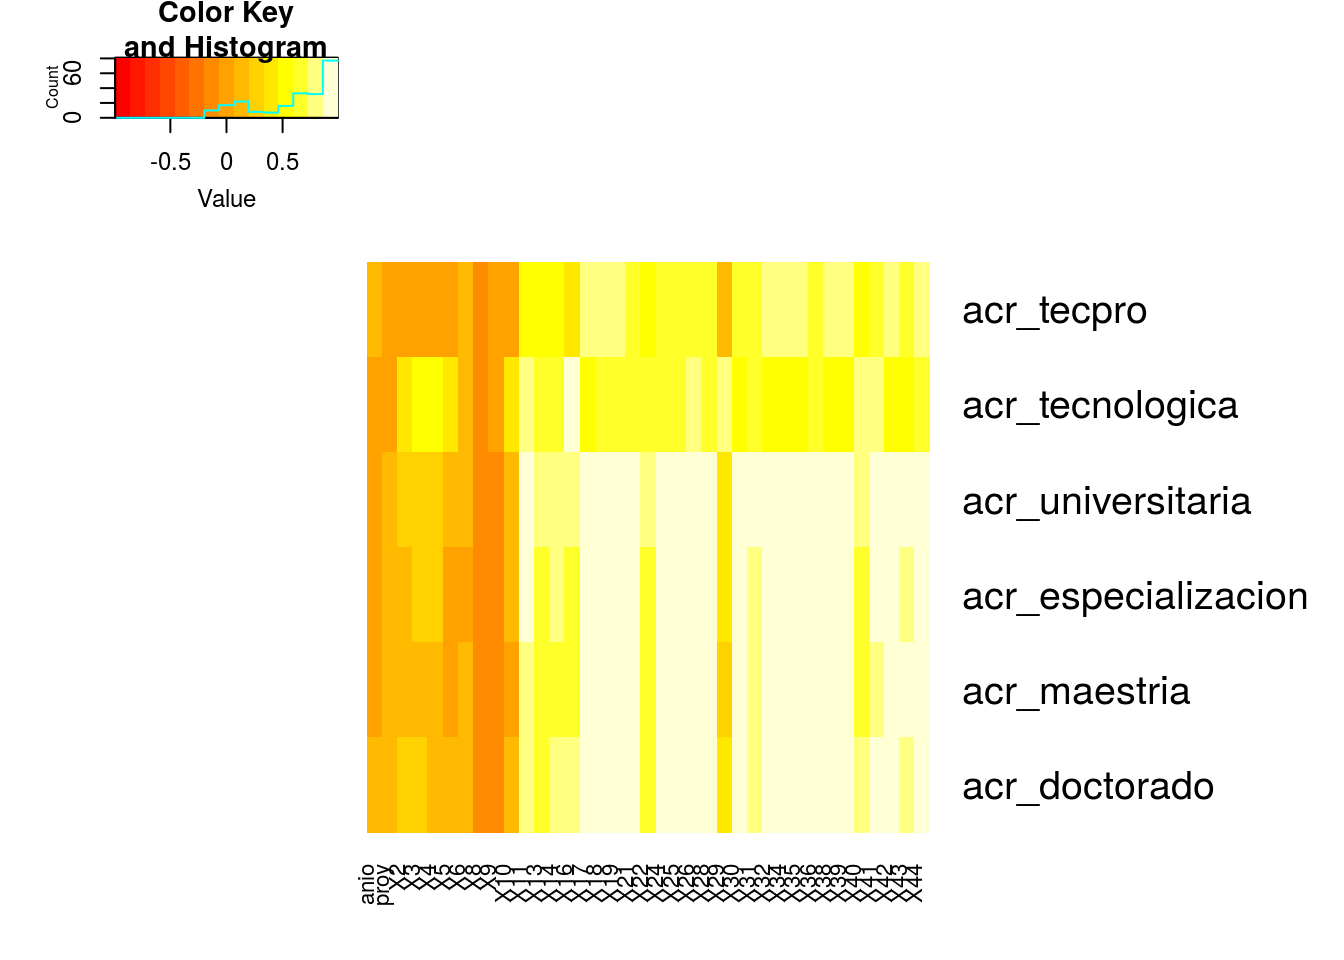 Color Key
and Histogram
Count
0
60
-0.5
0
0.5
Value
acr_tecpro
acr_tecnologica
acr_universitaria
acr_especializacion
acr_maestria
acr_doctorado
anio
prov
X2
X3
X4
X5
X6
X8
X9
X10
X11
X13
X14
X16
X17
X18
X19
X21
X22
X24
X25
X26
X28
X29
X30
X31
X32
X34
X35
X36
X38
X39
X40
X41
X42
X43
X44